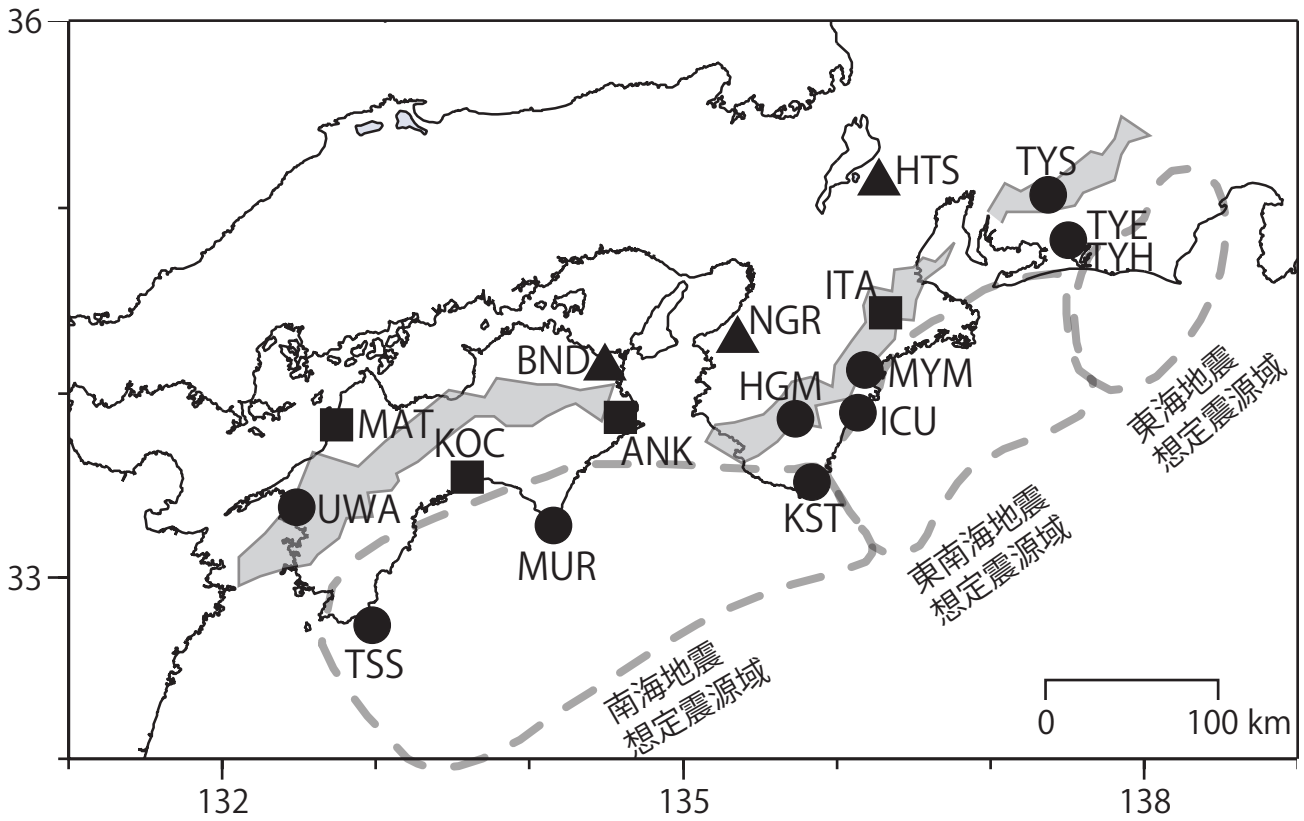 36
HTS
TYS
TYE
TYH
ITA
NGR
BND
MYM
HGM
MAT
ICU
KOC
ANK
UWA
KST
MUR
33
TSS
東海地震
想定震源域
東南海地震
想定震源域
南海地震
想定震源域
0 100 km
132 135 138